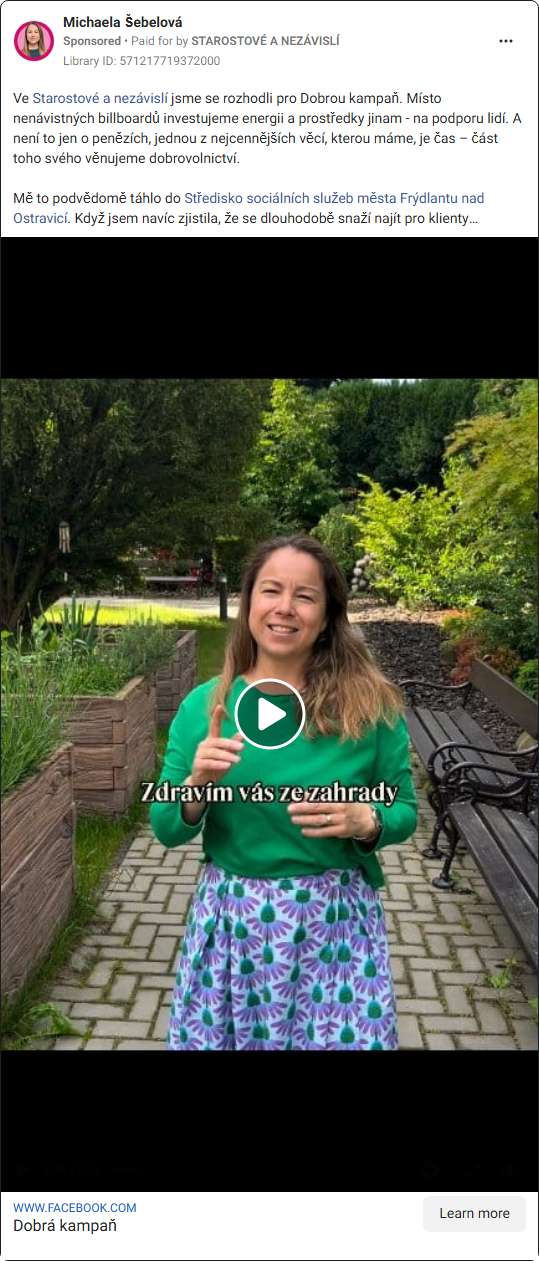 Michaela Šebelová
Sponsored • Paid for by STAROSTOVÉ A NEZÁVISLÍ
Library ID: 571217719372000
Ve Starostové a nezávislí jsme se rozhodli pro Dobrou kampaň. Místo
nenávistných billboardů investujeme energii a prostředky jinam - na podporu lidí. A
není to jen o penězích, jednou z nejcennějších věcí, kterou máme, je čas – část
toho svého věnujeme dobrovolnictví.
Mě to podvědomě táhlo do Středisko sociálních služeb města Frýdlantu nad
Ostravicí. Když jsem navíc zjistila, že se dlouhodobě snaží najít pro klienty…
Zdravím vás ze zahrady
WWW.FACEBOOK.COM
Dobrá kampaň
Learn more